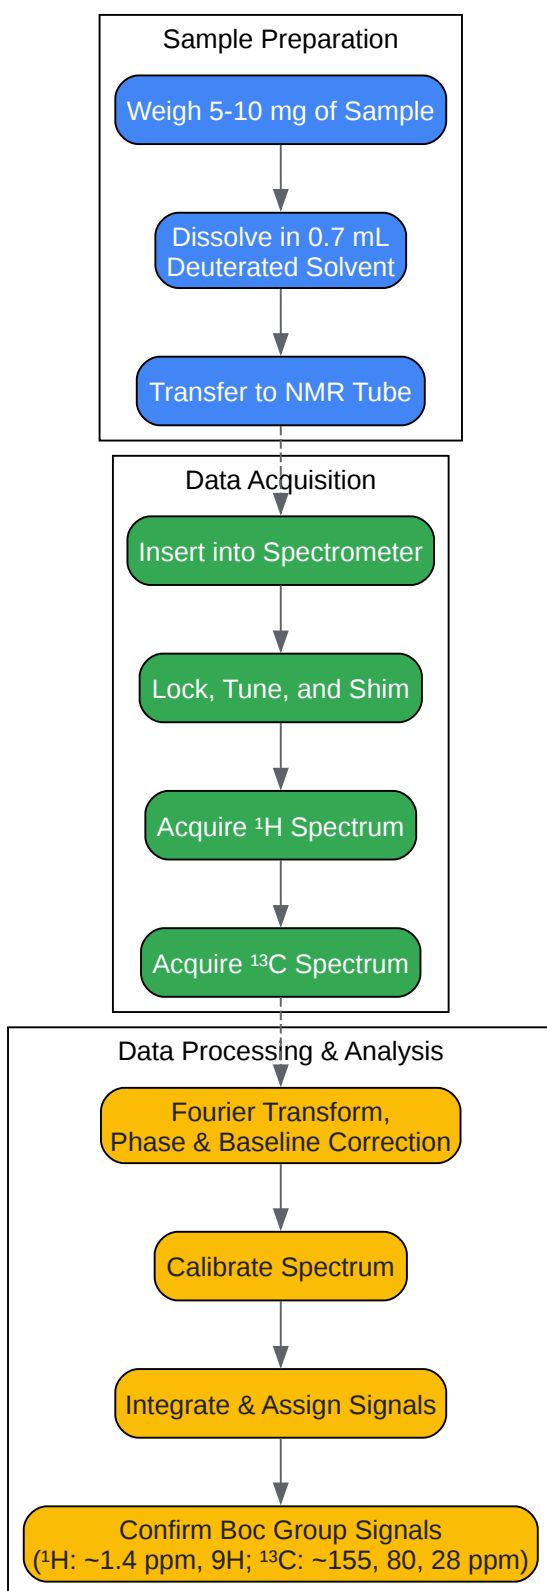 Sample Preparation
Weigh 5-10 mg of Sample
Dissolve in 0.7 mL
Deuterated Solvent
Transfer to NMR Tube
Data Acquisition
Insert into Spectrometer
Lock, Tune, and Shim
Acquire ¹H Spectrum
Acquire ¹³C Spectrum
Data Processing & Analysis
Fourier Transform,
Phase & Baseline Correction
Calibrate Spectrum
Integrate & Assign Signals
Confirm Boc Group Signals
(¹H: ~1.4 ppm, 9H; ¹³C: ~155, 80, 28 ppm)